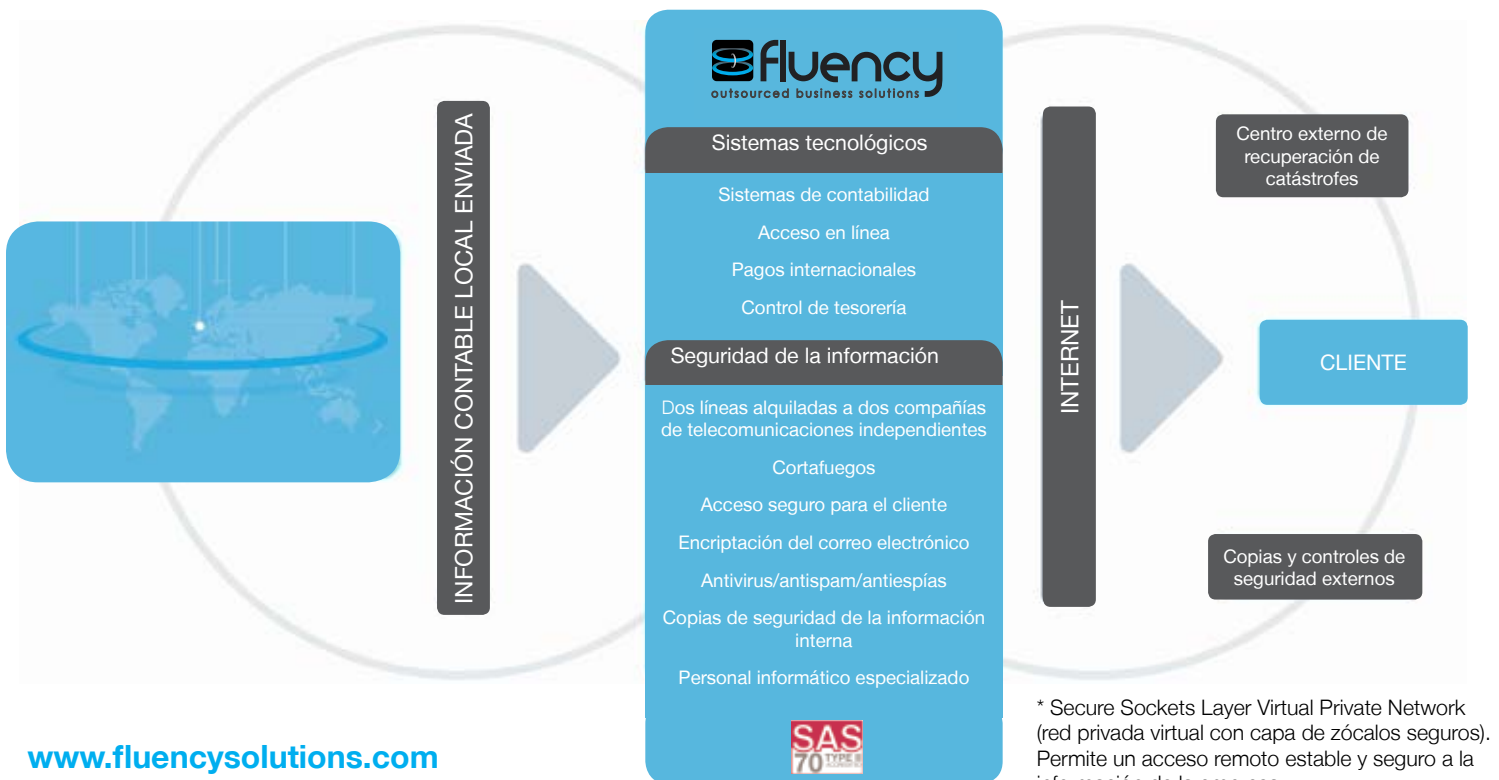 INFORMACIÓN CONTABLE LOCAL ENVIADA
fluency
outsourced business solutions
Sistemas tecnológicos
Sistemas de contabilidad
Acceso en línea
Pagos internacionales
Control de tesorería
Seguridad de la información
Dos líneas alquiladas a dos compañías
de telecomunicaciones independientes
Cortafuegos
Acceso seguro para el cliente
Encriptación del correo electrónico
Antivirus/antispam/antiespías
Copias de seguridad de la información
interna
Personal informático especializado
SAS
70 TYPE II
INTERNET
Centro externo de
recuperación de
catástrofes
CLIENTE
Copias y controles de
seguridad externos
* Secure Sockets Layer Virtual Private Network
(red privada virtual con capa de zócalos seguros).
Permite un acceso remoto estable y seguro a la
www.fluencysolutions.com